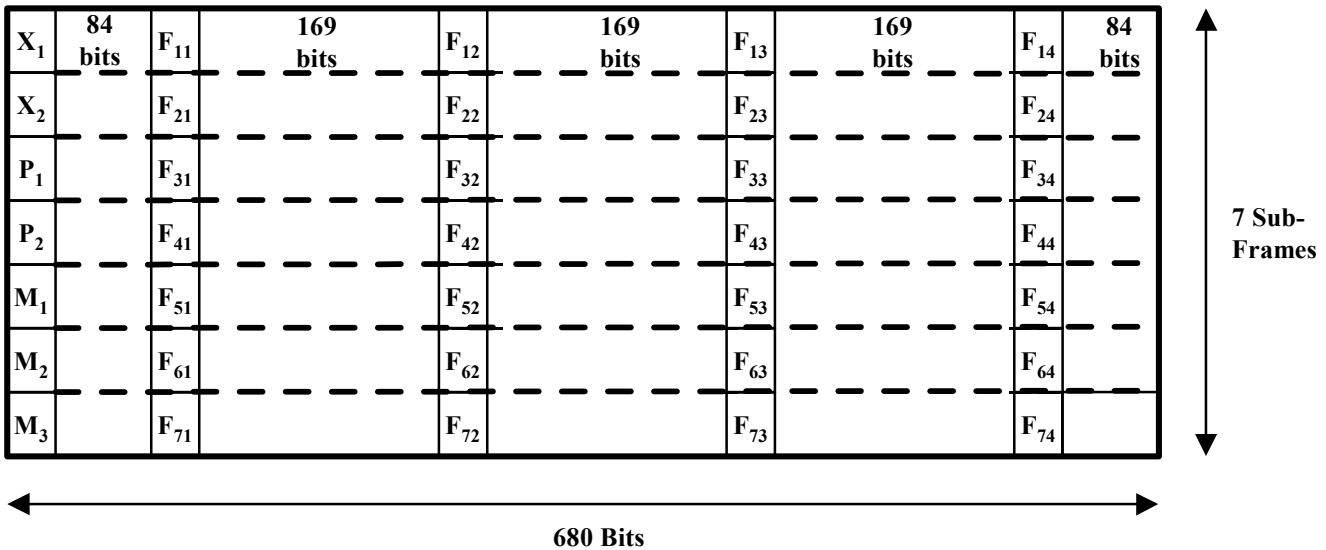 X1 84 bits F11 169 bits F12 169 bits F13 169 bits F14 84 bits
X2 F21 F22 F23 F24
P1 F31 F32 F33 F34
P2 F41 F42 F43 F44
M1 F51 F52 F53 F54
M2 F61 F62 F63 F64
M3 F71 F72 F73 F74
7 Sub-
Frames
680 Bits